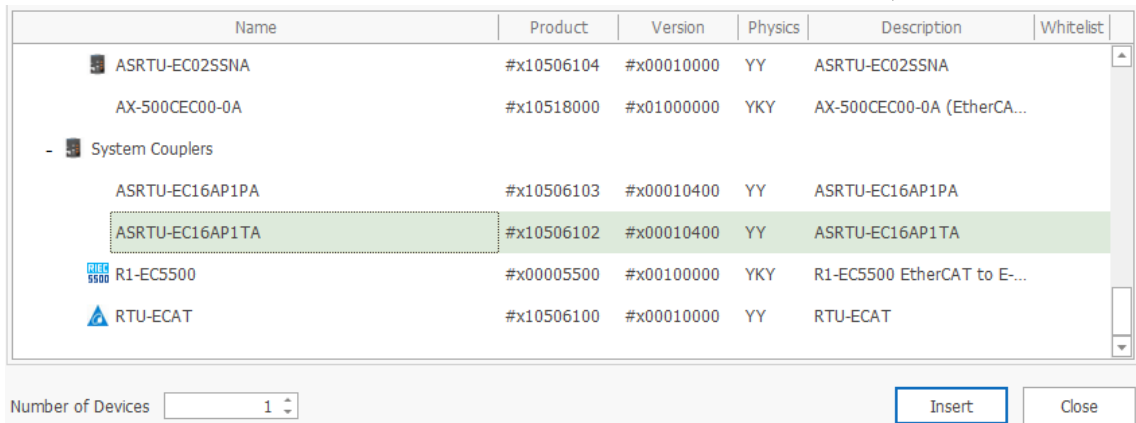 Name Product Version Physics Description Whitelist
ASRTU-EC02SSNA #x10506104 #x00010000 YY ASRTU-EC02SSNA
AX-500CEC00-0A #x10518000 #x01000000 YKY AX-500CEC00-0A (EtherCA...
- System Couplers
ASRTU-EC16AP1PA #x10506103 #x00010400 YY ASRTU-EC16AP1PA
ASRTU-EC16AP1TA #x10506102 #x00010400 YY ASRTU-EC16AP1TA
RIEC 5500 R1-EC5500 #x00005500 #x00100000 YKY R1-EC5500 EtherCAT to E-...
RTU-ECAT #x10506100 #x00010000 YY RTU-ECAT
Number of Devices 1 Insert Close